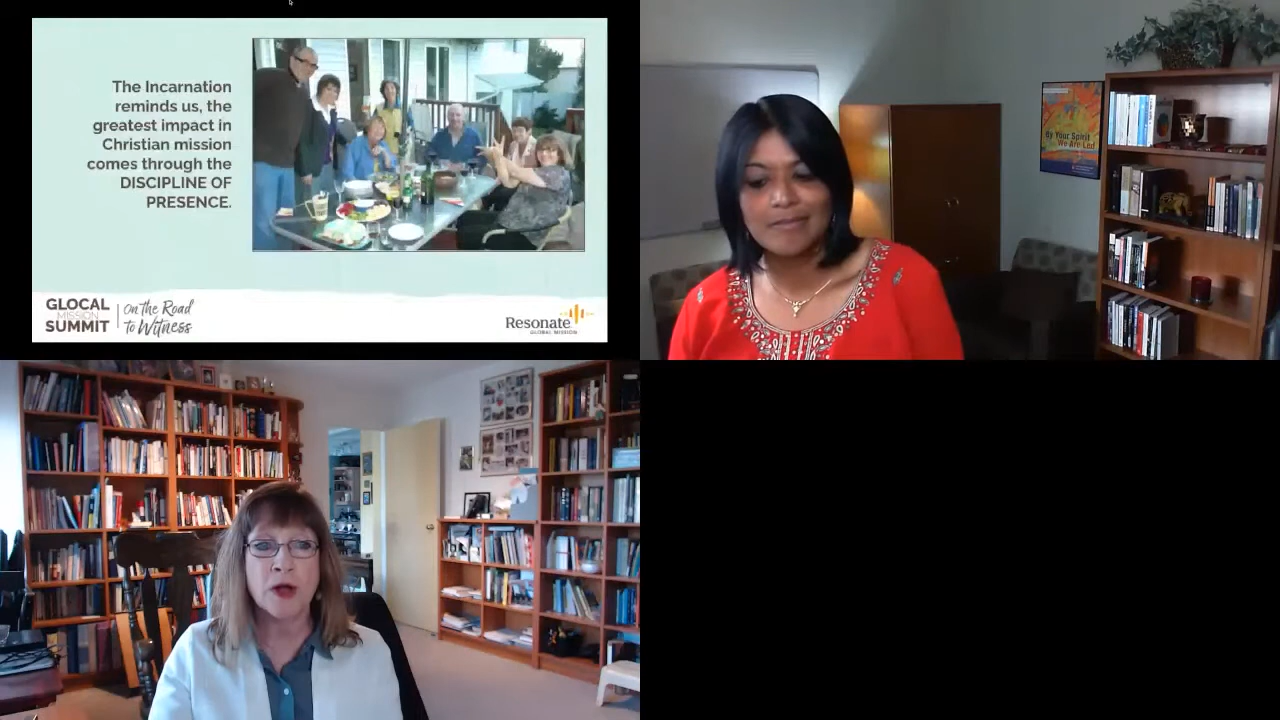 The Incarnation
reminds us, the
greatest impact in
Christian mission
comes through the
DISCIPLINE OF
PRESENCE.
GLOCAL
MISSION
SUMMIT
On the Road
to Witness
Resonate
GLOBAL MISSION
By Your Spirit
We Are Led